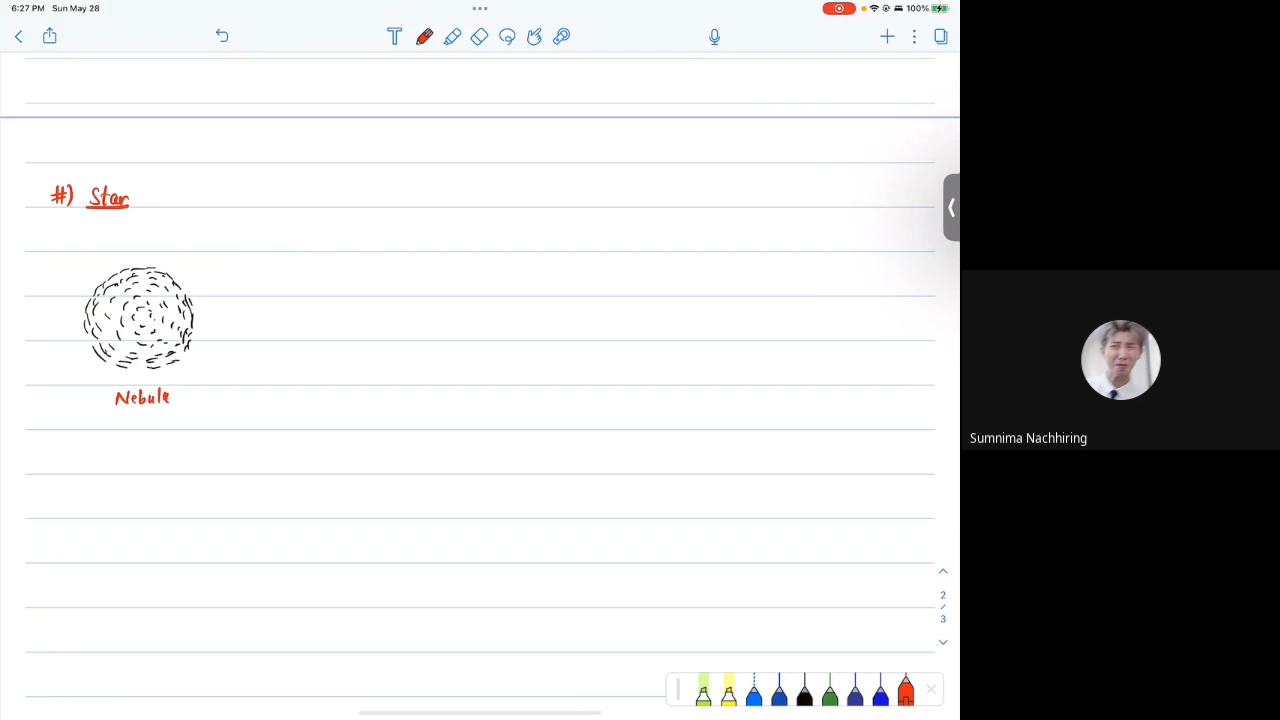 6:27 PM Sun May 28
100%
T
#) Star
Nebula
2
/
3
Sumnima Nachhiring